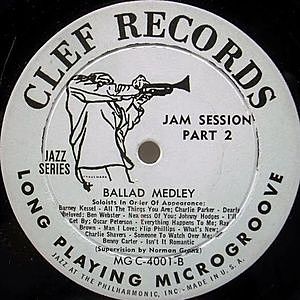 CLEF RECORDS
JAM SESSION
PART 2
JAZZ
SERIES
BALLAD MEDLEY
Soloists In Order Of Appearance:
Barney Kessel - All The Things You Are; Charlie Parker - Dearly
Beloved; Ben Webster - Nearness Of You; Johnny Hodges - I'll
Get By; Oscar Peterson - Everything Happens To Me; Ray
Brown - Man I Love; Flip Phillips - What's New;
Charlie Shavers - Someone To Watch Over Me;
Benny Carter - Isn't It Romantic
(Supervision by Norman Granz)
MG C-4001-B
LONG PLAYING MICROGROOVE
JAZZ AT THE PHILHARMONIC, INC.-MADE IN U.S.A.